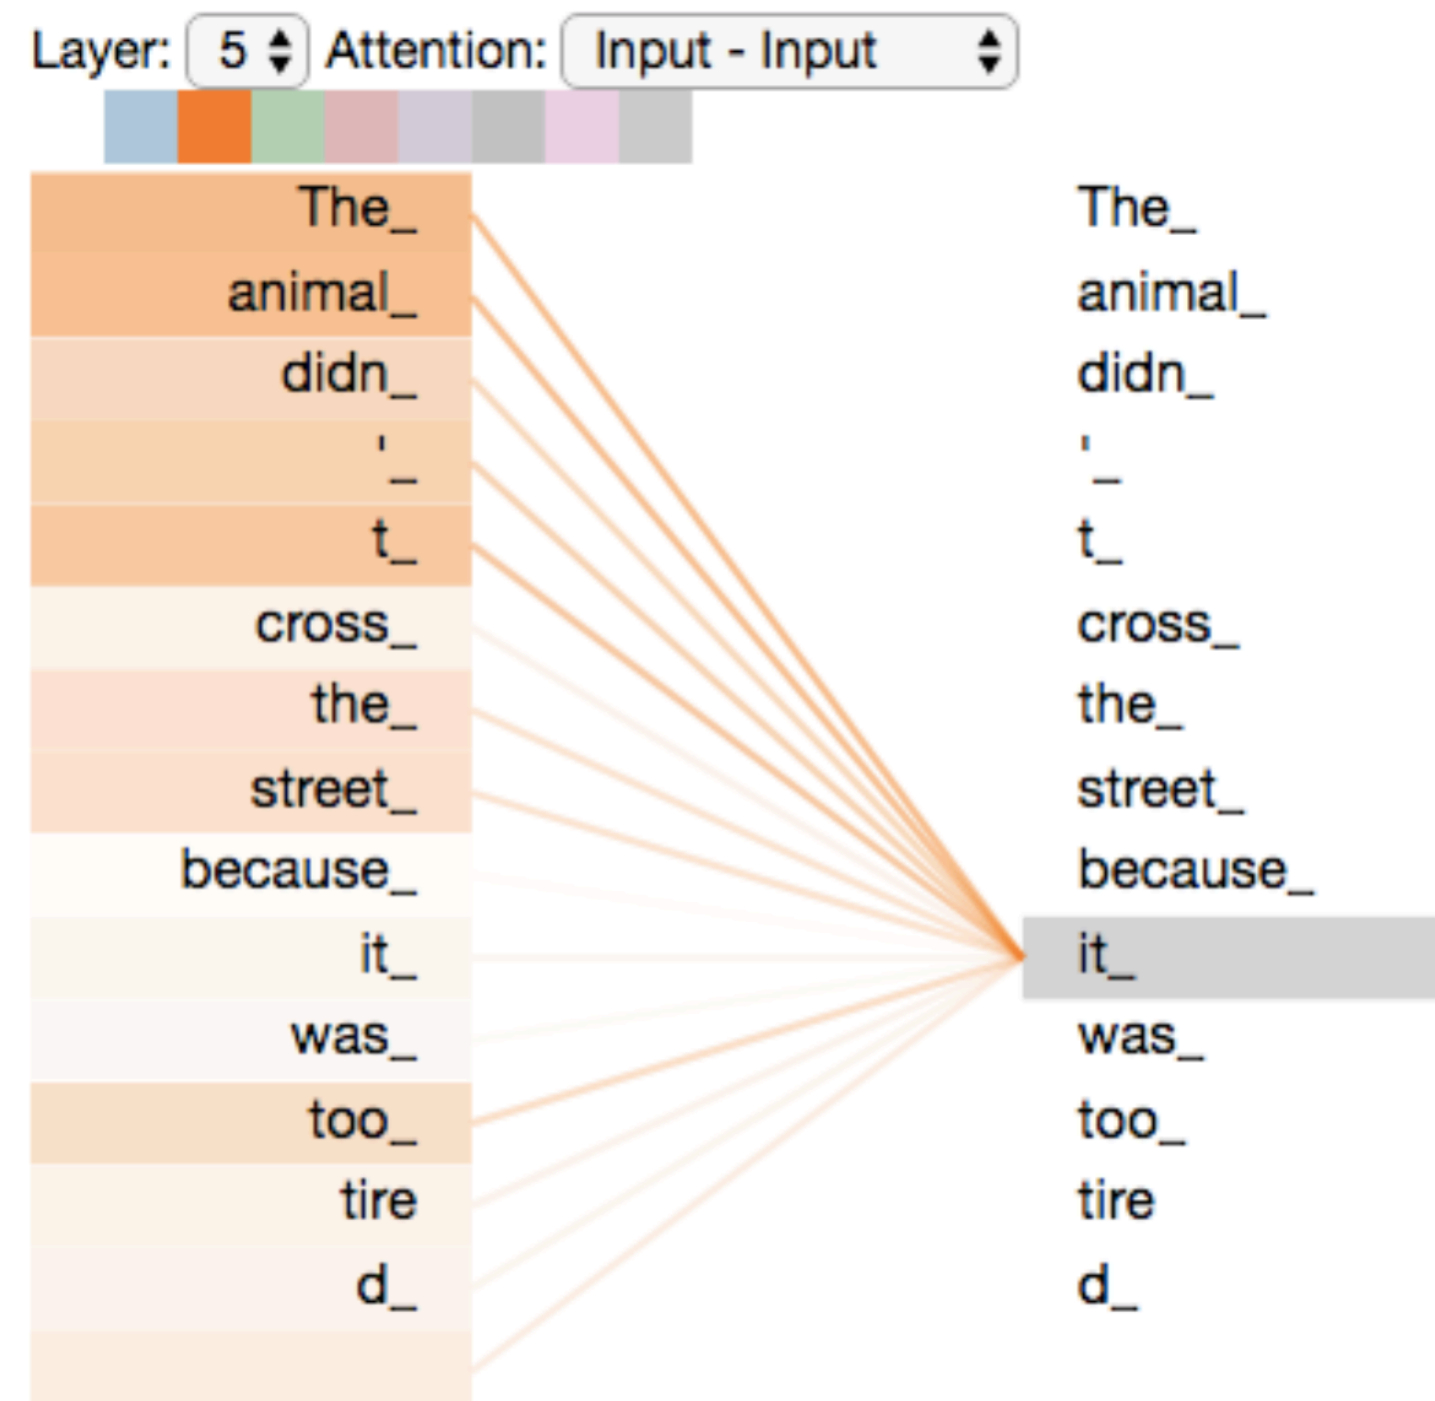 Layer: 5 Attention: Input - Input
The_ The_
animal_ animal_
didn_ didn_
'_ '_
t_ t_
cross_ cross_
the_ the_
street_ street_
because_ because_
it_ it_
was_ was_
too_ too_
tire tire
d_ d_